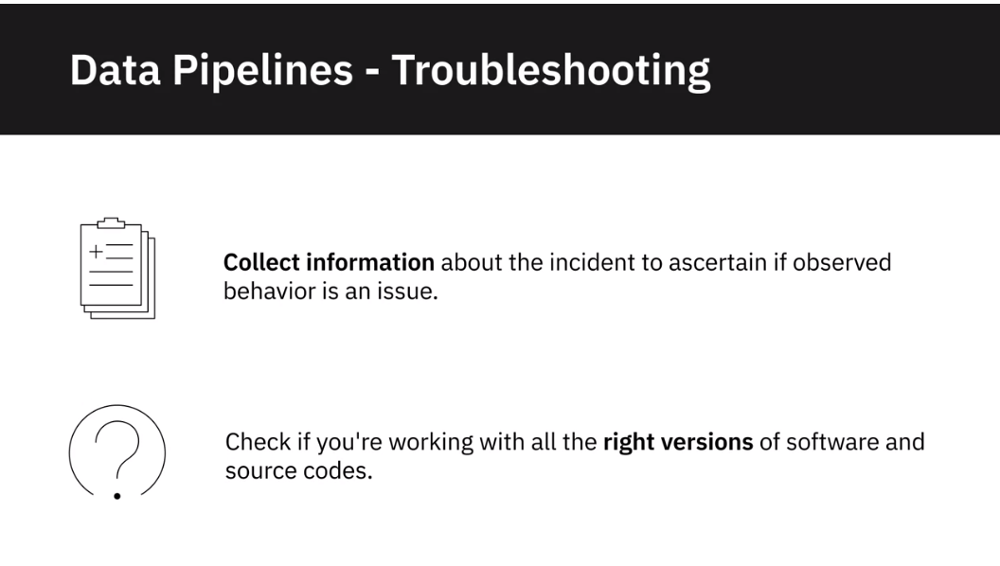 Data Pipelines - Troubleshooting
Collect information about the incident to ascertain if observed
behavior is an issue.
Check if you're working with all the right versions of software and
source codes.